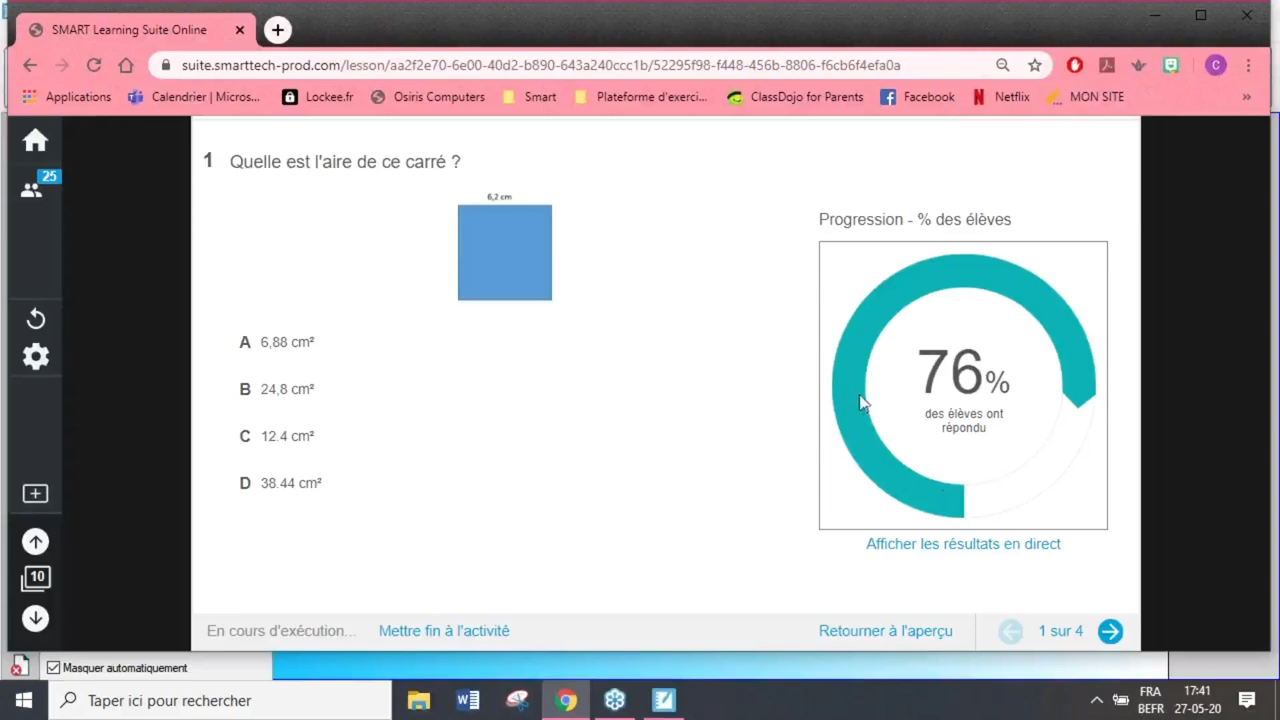 SMART Learning Suite Online
suite.smarttech-prod.com/lesson/aa2f2e70-6e00-40d2-b890-643a240ccc1b/52295f98-f448-456b-8806-f6cb6f4efa0a
C
Applications
Calendrier | Micros...
Lockee.fr
Osiris Computers
Smart
Plateforme d'exerci...
ClassDojo for Parents
Facebook
Netflix
MON SITE
»
25
1 Quelle est l'aire de ce carré ?
6,2 cm
Progression - % des élèves
A 6,88 cm²
B 24,8 cm²
C 12.4 cm²
D 38.44 cm²
76%
des élèves ont
répondu
Afficher les résultats en direct
10
En cours d'exécution... Mettre fin à l'activité Retourner à l'aperçu 1 sur 4
Masquer automatiquement
Taper ici pour rechercher
FRA
BEFR
17:41
27-05-20